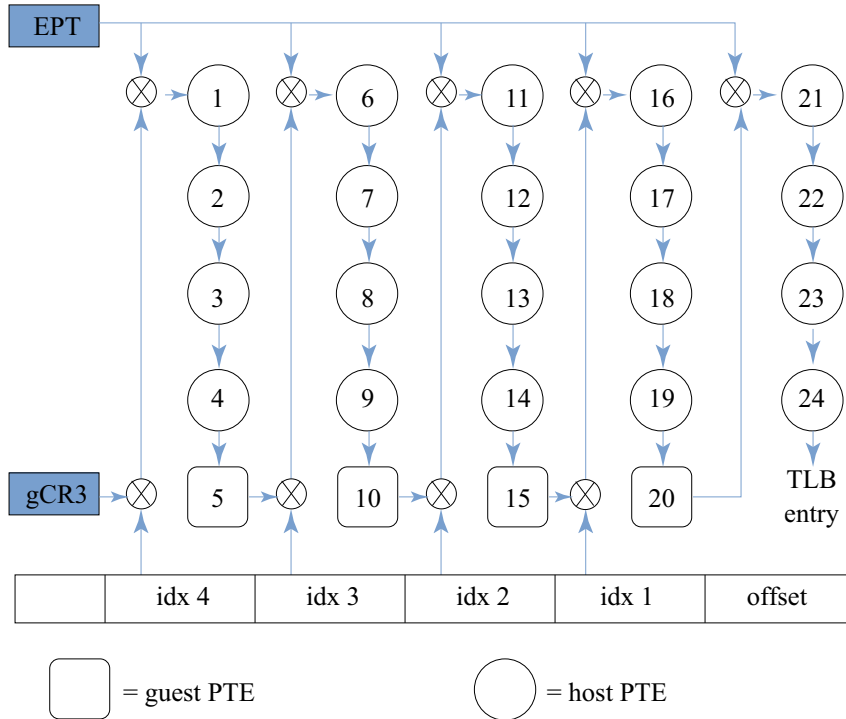 EPT
1 6 11 16 21
2 7 12 17 22
3 8 13 18 23
4 9 14 19 24
gCR3 5 10 15 20 TLB
entry
idx 4 idx 3 idx 2 idx 1 offset
= guest PTE = host PTE